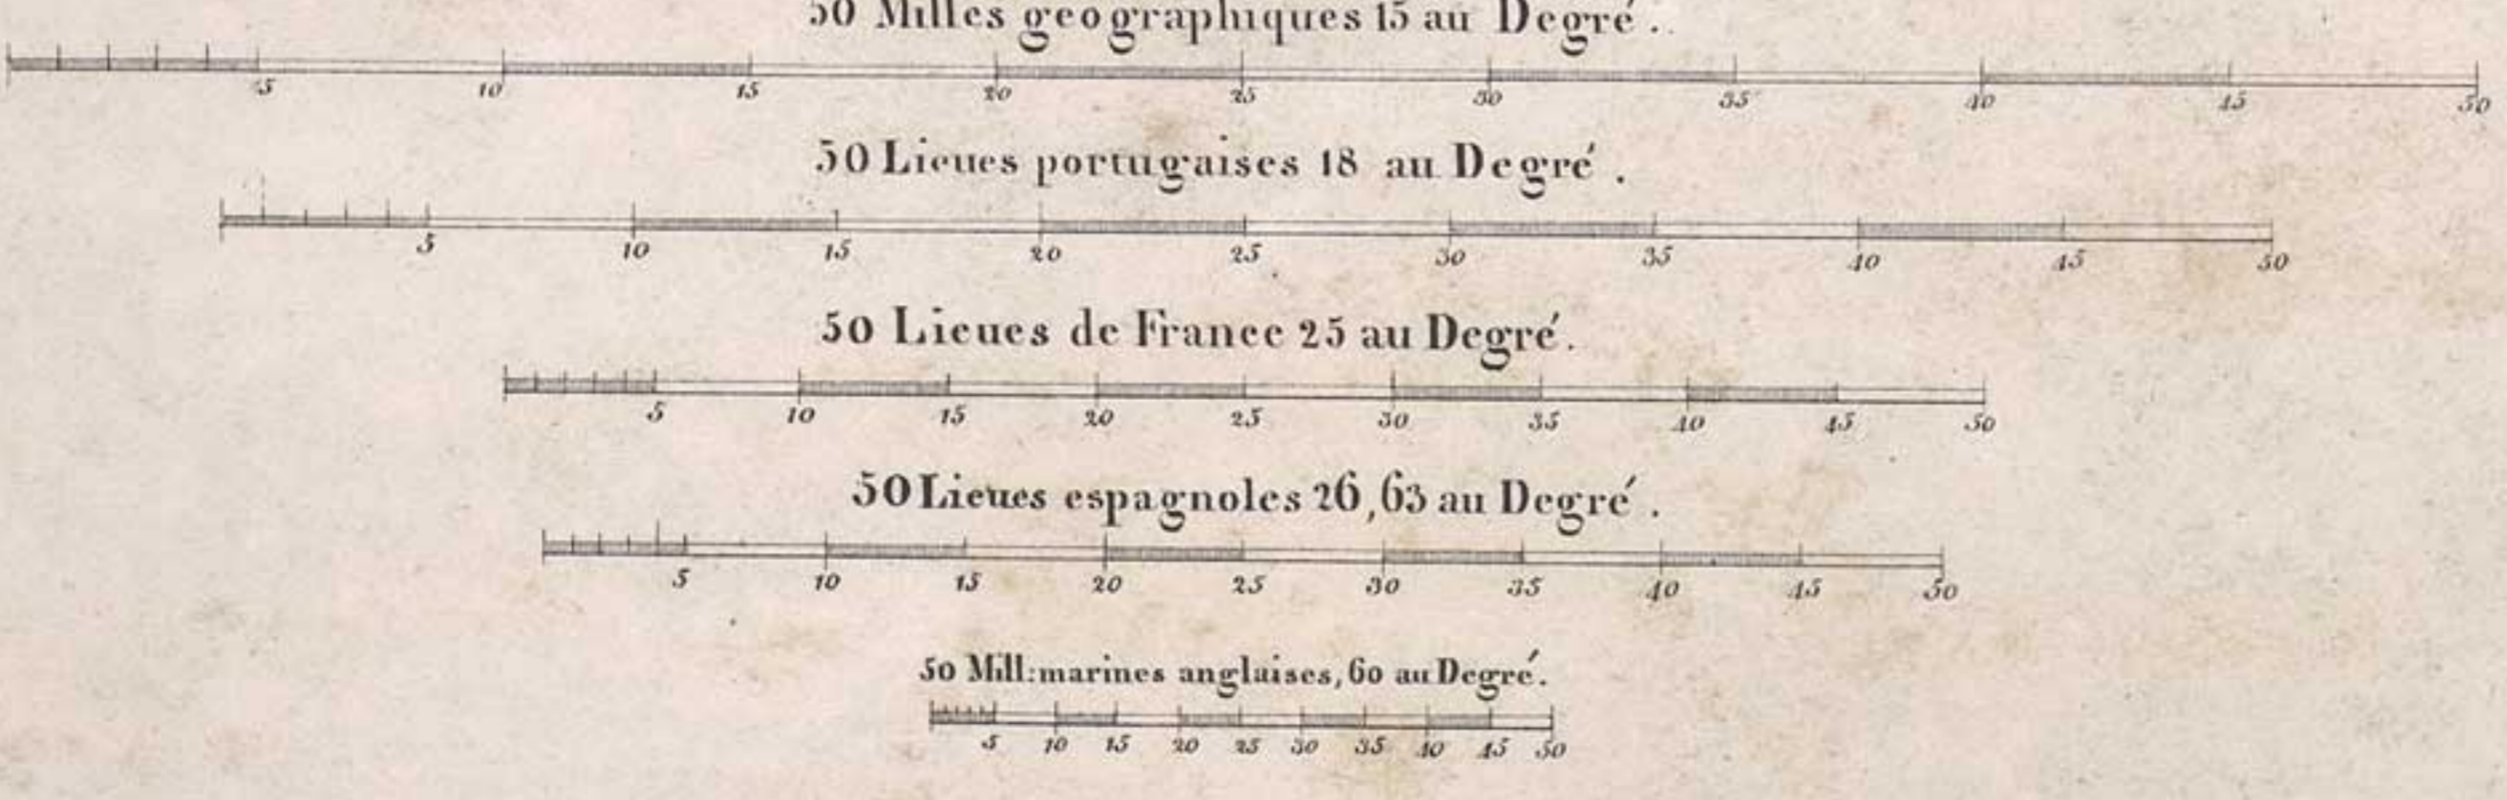 50 Milles geographiques 15 au Degré.
5 10 15 20 25 30 35 40 45 50
50 Lieues portugaises 18 au Degré.
5 10 15 20 25 30 35 40 45 50
50 Lieues de France 25 au Degré.
5 10 15 20 25 30 35 40 45 50
50 Lieues espagnoles 26,63 au Degré.
5 10 15 20 25 30 35 40 45 50
50 Mill:marines anglaises, 60 au Degré.
5 10 15 20 25 30 35 40 45 50